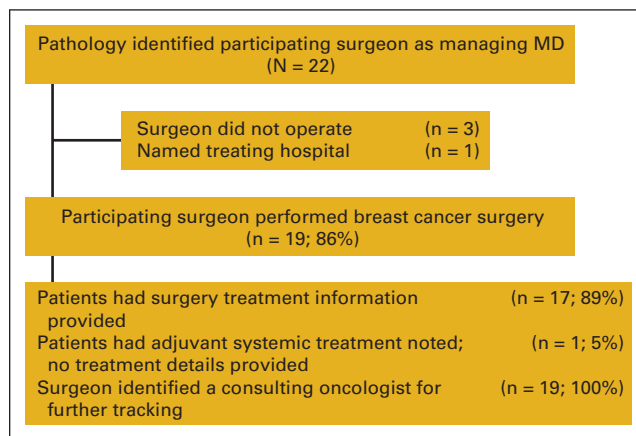 Pathology identified participating surgeon as managing MD
(N = 22)
Surgeon did not operate (n = 3)
Named treating hospital (n = 1)
Participating surgeon performed breast cancer surgery
(n = 19; 86%)
Patients had surgery treatment information (n = 17; 89%)
provided
Patients had adjuvant systemic treatment noted; (n = 1; 5%)
no treatment details provided
Surgeon identified a consulting oncologist for (n = 19; 100%)
further tracking